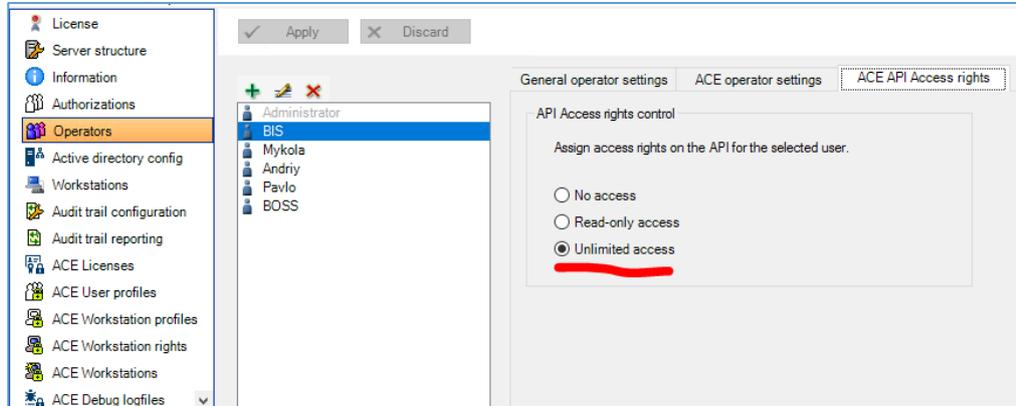 License
Server structure
Information
Authorizations
Operators
Active directory config
Workstations
Audit trail configuration
Audit trail reporting
ACE Licenses
ACE User profiles
ACE Workstation profiles
ACE Workstation rights
ACE Workstations
ACE Debug logfiles
Apply
Discard
Administrator
BIS
Mykola
Andriy
Pavlo
BOSS
General operator settings
ACE operator settings
ACE API Access rights
API Access rights control
Assign access rights on the API for the selected user.
No access
Read-only access
Unlimited access